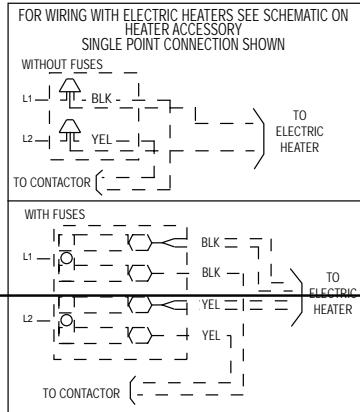 FOR WIRING WITH ELECTRIC HEATERS SEE SCHEMATIC ON
HEATER ACCESSORY
SINGLE POINT CONNECTION SHOWN
WITHOUT FUSES
L1
BLK
TO
ELECTRIC
HEATER
L2
YEL
TO CONTACTOR
WITH FUSES
BLK
L1
BLK
TO
ELECTRIC
HEATER
YEL
L2
YEL
TO CONTACTOR